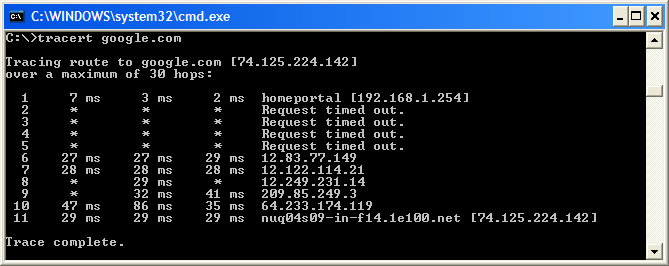 C:\WINDOWS\system32\cmd.exe
C:\>tracert google.com
Tracing route to google.com [74.125.224.142]
over a maximum of 30 hops:
1 7 ms 3 ms 2 ms homeportal [192.168.1.254]
2 * * * Request timed out.
3 * * * Request timed out.
4 * * * Request timed out.
5 * * * Request timed out.
6 27 ms 27 ms 29 ms 12.83.77.149
7 28 ms 28 ms 28 ms 12.122.114.21
8 * 29 ms * 12.249.231.14
9 * 32 ms 41 ms 209.85.249.3
10 47 ms 86 ms 35 ms 64.233.174.119
11 29 ms 29 ms 29 ms nuq04s09-in-f14.1e100.net [74.125.224.142]
Trace complete.